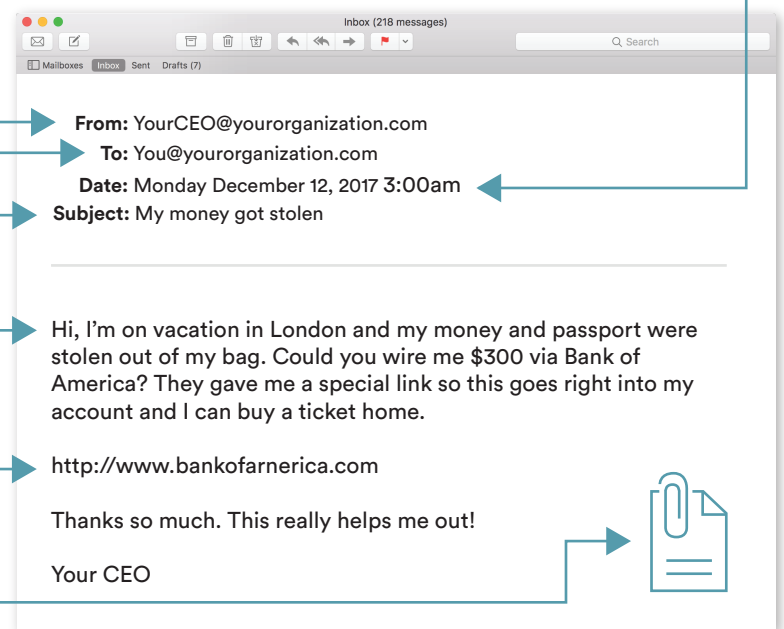 Inbox (218 messages)
Search
Mailboxes Inbox Sent Drafts (7)
From: YourCEO@yourorganization.com
To: You@yourorganization.com
Date: Monday December 12, 2017 3:00am
Subject: My money got stolen
Hi, I’m on vacation in London and my money and passport were
stolen out of my bag. Could you wire me $300 via Bank of
America? They gave me a special link so this goes right into my
account and I can buy a ticket home.
http://www.bankofarnerica.com
Thanks so much. This really helps me out!
Your CEO